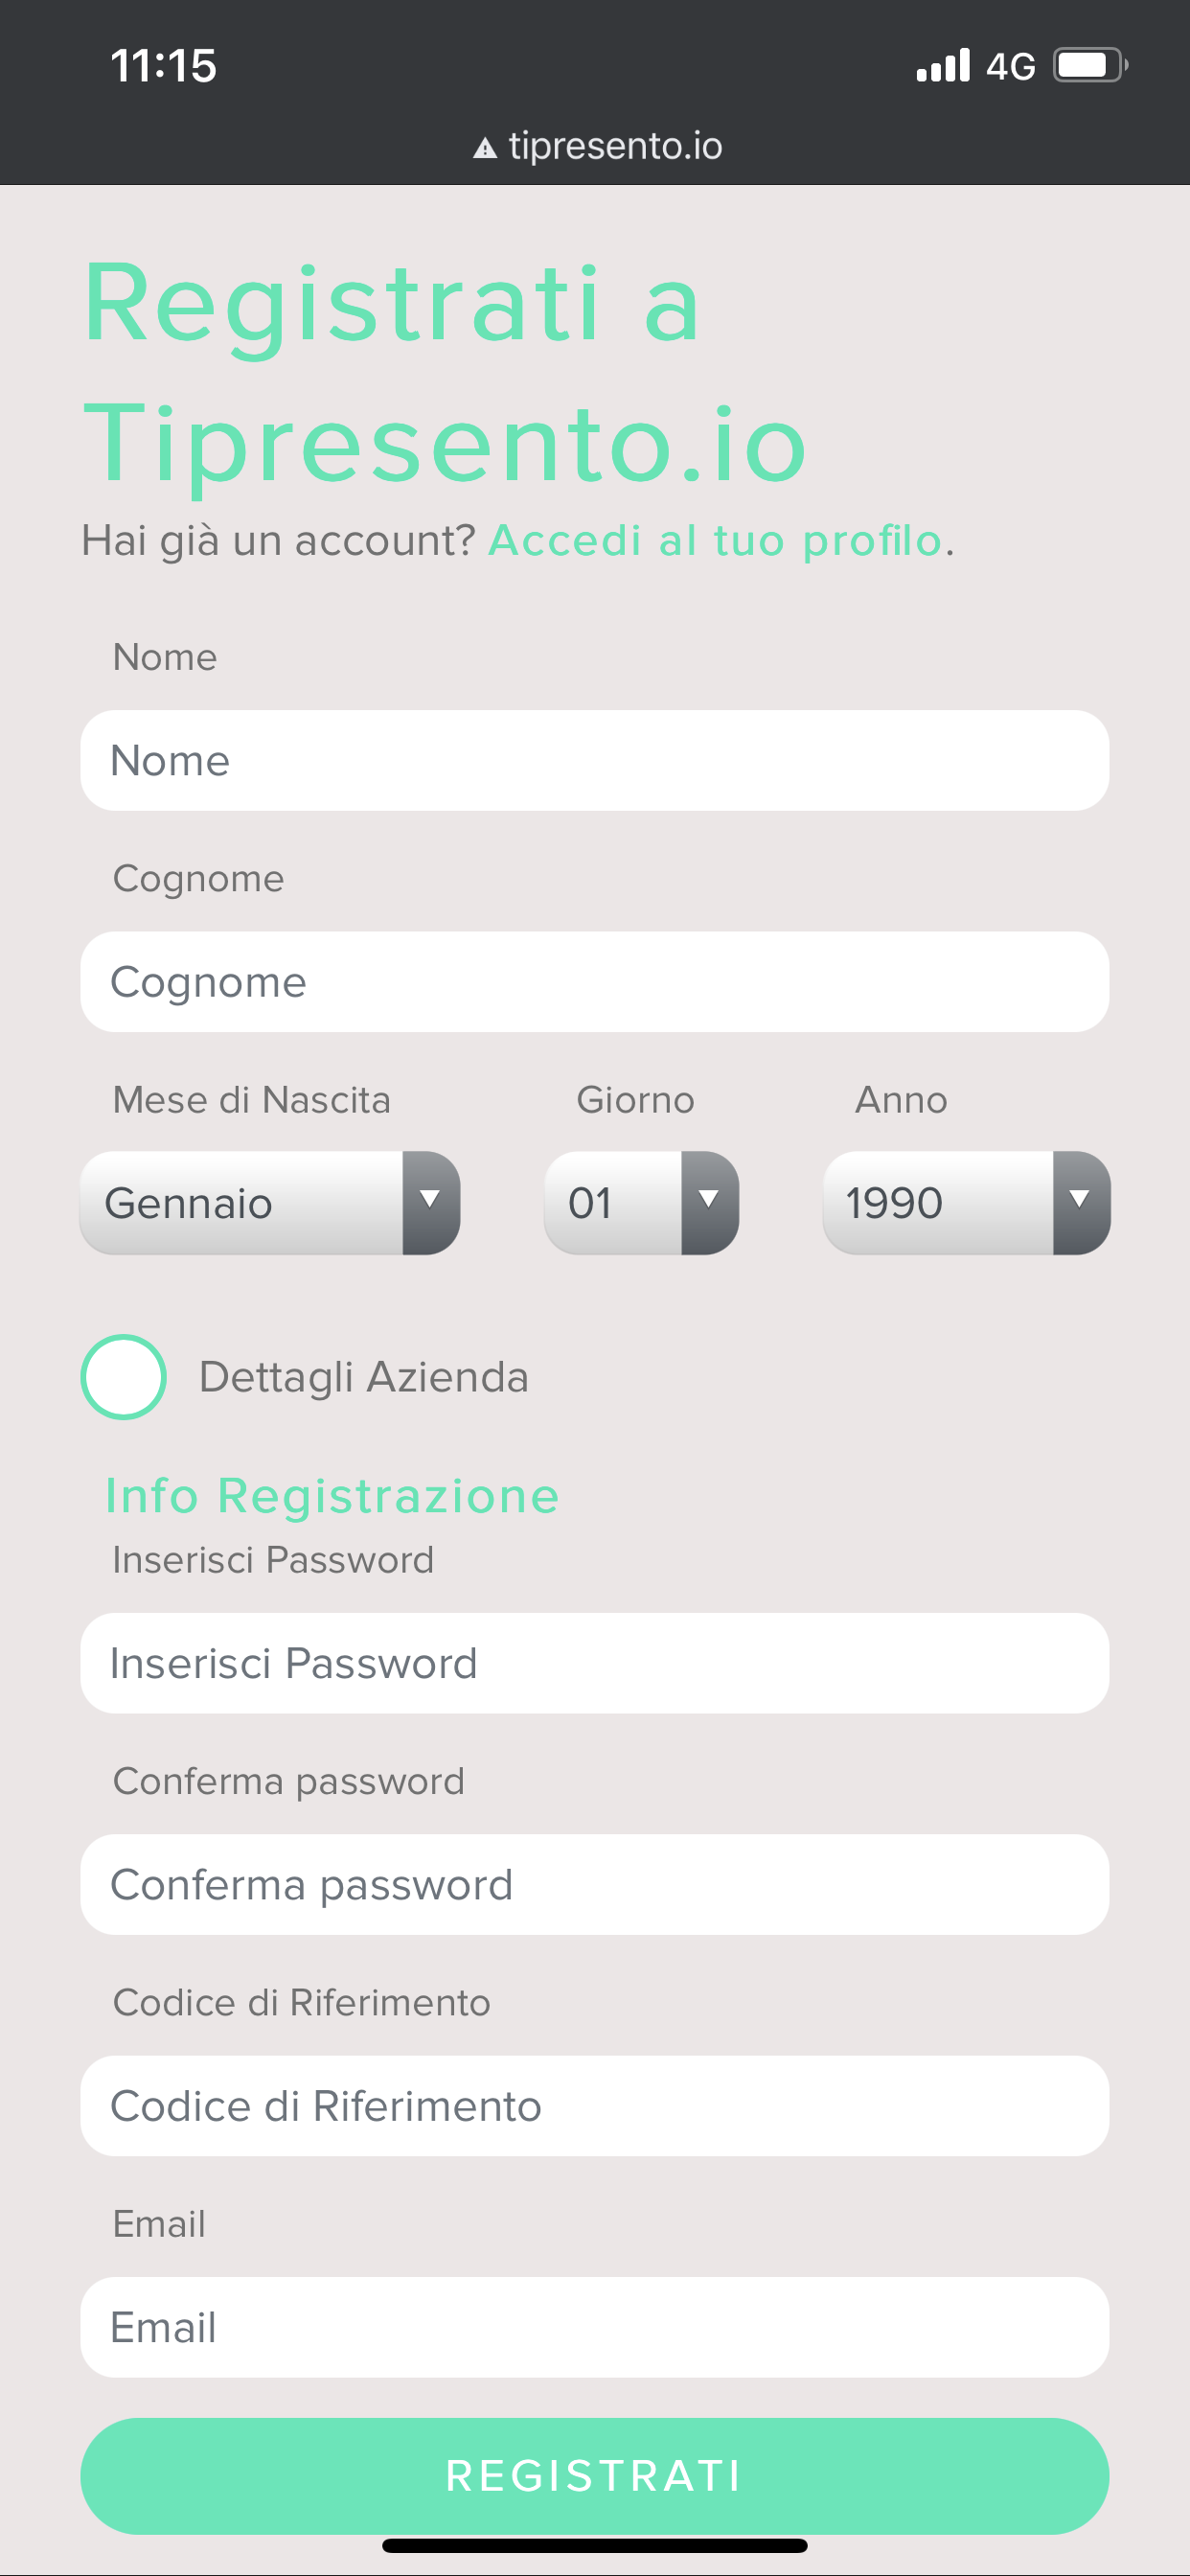 11:15
4G
tipresento.io
Registrati a
Tipresento.io
Hai già un account? Accedi al tuo profilo.
Nome
Nome
Cognome
Cognome
Mese di Nascita Giorno Anno
Gennaio 01 1990
Dettagli Azienda
Info Registrazione
Inserisci Password
Inserisci Password
Conferma password
Conferma password
Codice di Riferimento
Codice di Riferimento
Email
Email
REGISTRATI